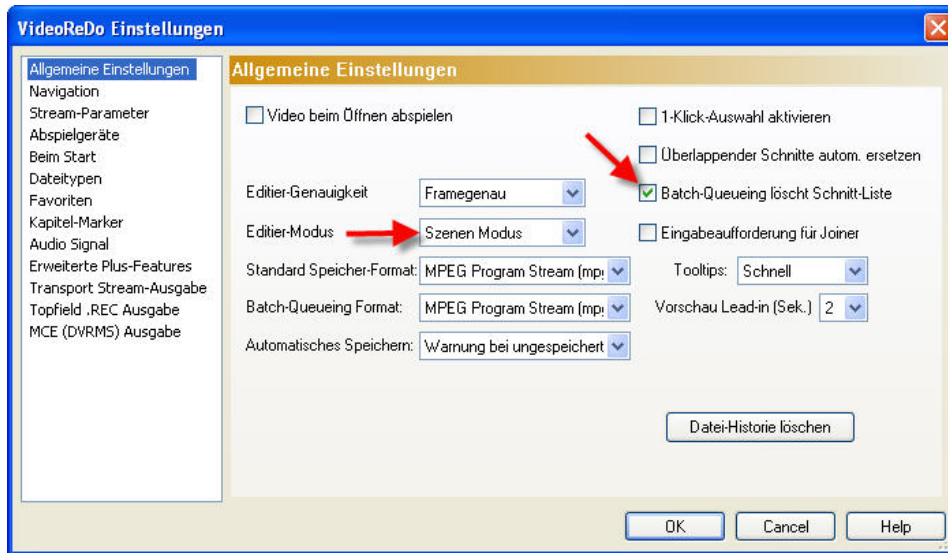 VideoReDo Einstellungen
Allgemeine Einstellungen
Navigation
Stream-Parameter
Abspielgeräte
Beim Start
Dateitypen
Favoriten
Kapitel-Marker
Audio Signal
Erweiterte Plus-Features
Transport Stream-Ausgabe
Topfield .REC Ausgabe
MCE (DVRMS) Ausgabe
Allgemeine Einstellungen
Video beim Öffnen abspielen
1-Klick-Auswahl aktivieren
Überlappender Schnitte autom. ersetzen
Editier-Genauigkeit Framegenau
Batch-Queueing löscht Schnitt-Liste
Editier-Modus Szenen Modus
Eingabeaufforderung für Joiner
Standard Speicher-Format: MPEG Program Stream (mp
Tooltips: Schnell
Batch-Queueing Format: MPEG Program Stream (mp
Vorschau Lead-in (Sek.) 2
Automatisches Speichern: Warnung bei ungespeichert
Datei-Historie löschen
OK Cancel Help